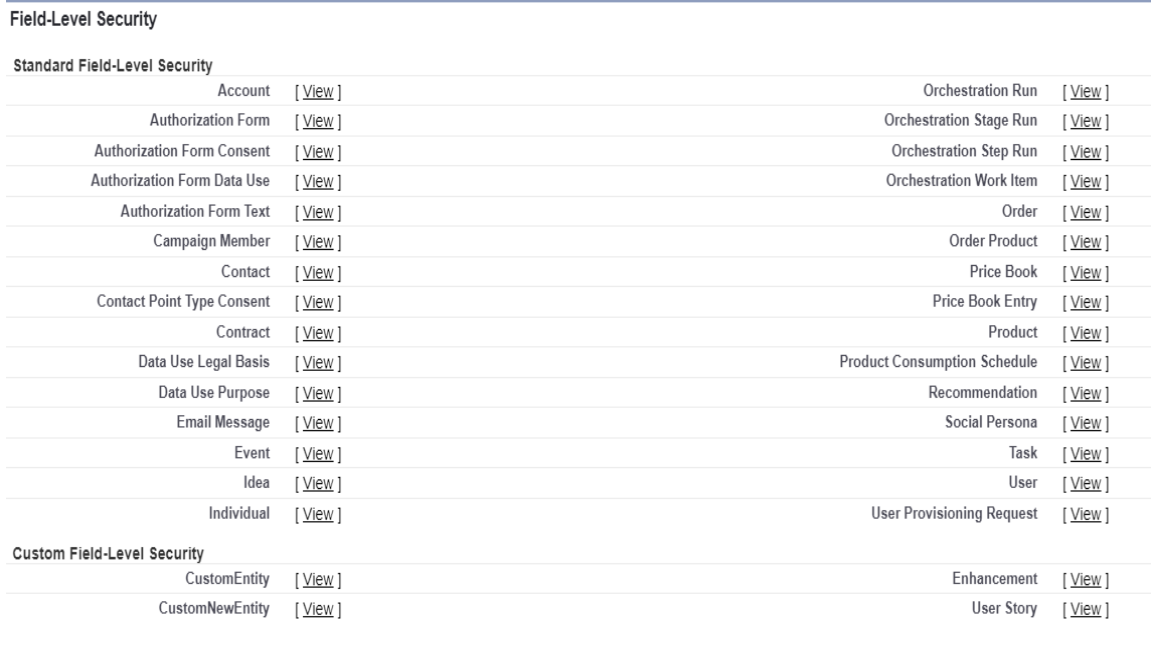 Field-Level Security
Standard Field-Level Security
Account [ View ] Orchestration Run [ View ]
Authorization Form [ View ] Orchestration Stage Run [ View ]
Authorization Form Consent [ View ] Orchestration Step Run [ View ]
Authorization Form Data Use [ View ] Orchestration Work Item [ View ]
Authorization Form Text [ View ] Order [ View ]
Campaign Member [ View ] Order Product [ View ]
Contact [ View ] Price Book [ View ]
Contact Point Type Consent [ View ] Price Book Entry [ View ]
Contract [ View ] Product [ View ]
Data Use Legal Basis [ View ] Product Consumption Schedule [ View ]
Data Use Purpose [ View ] Recommendation [ View ]
Email Message [ View ] Social Persona [ View ]
Event [ View ] Task [ View ]
Idea [ View ] User [ View ]
Individual [ View ] User Provisioning Request [ View ]
Custom Field-Level Security
CustomEntity [ View ] Enhancement [ View ]
CustomNewEntity [ View ] User Story [ View ]